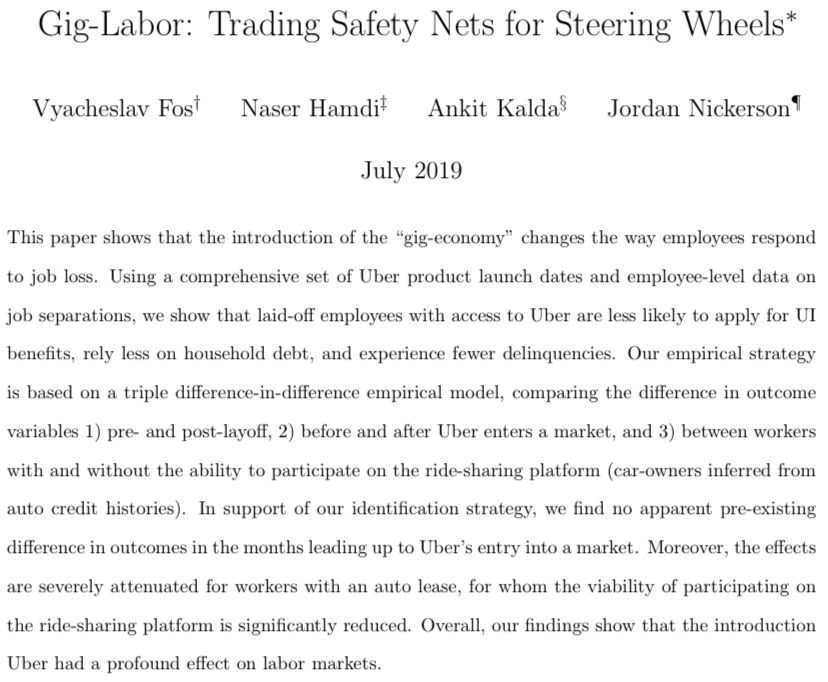 Gig-Labor: Trading Safety Nets for Steering Wheels*
Vyacheslav Fos† Naser Hamdi‡ Ankit Kalda§ Jordan Nickerson¶
July 2019
This paper shows that the introduction of the “gig-economy” changes the way employees respond
to job loss. Using a comprehensive set of Uber product launch dates and employee-level data on
job separations, we show that laid-off employees with access to Uber are less likely to apply for UI
benefits, rely less on household debt, and experience fewer delinquencies. Our empirical strategy
is based on a triple difference-in-difference empirical model, comparing the difference in outcome
variables 1) pre- and post-layoff, 2) before and after Uber enters a market, and 3) between workers
with and without the ability to participate on the ride-sharing platform (car-owners inferred from
auto credit histories). In support of our identification strategy, we find no apparent pre-existing
difference in outcomes in the months leading up to Uber’s entry into a market. Moreover, the effects
are severely attenuated for workers with an auto lease, for whom the viability of participating on
the ride-sharing platform is significantly reduced. Overall, our findings show that the introduction
Uber had a profound effect on labor markets.